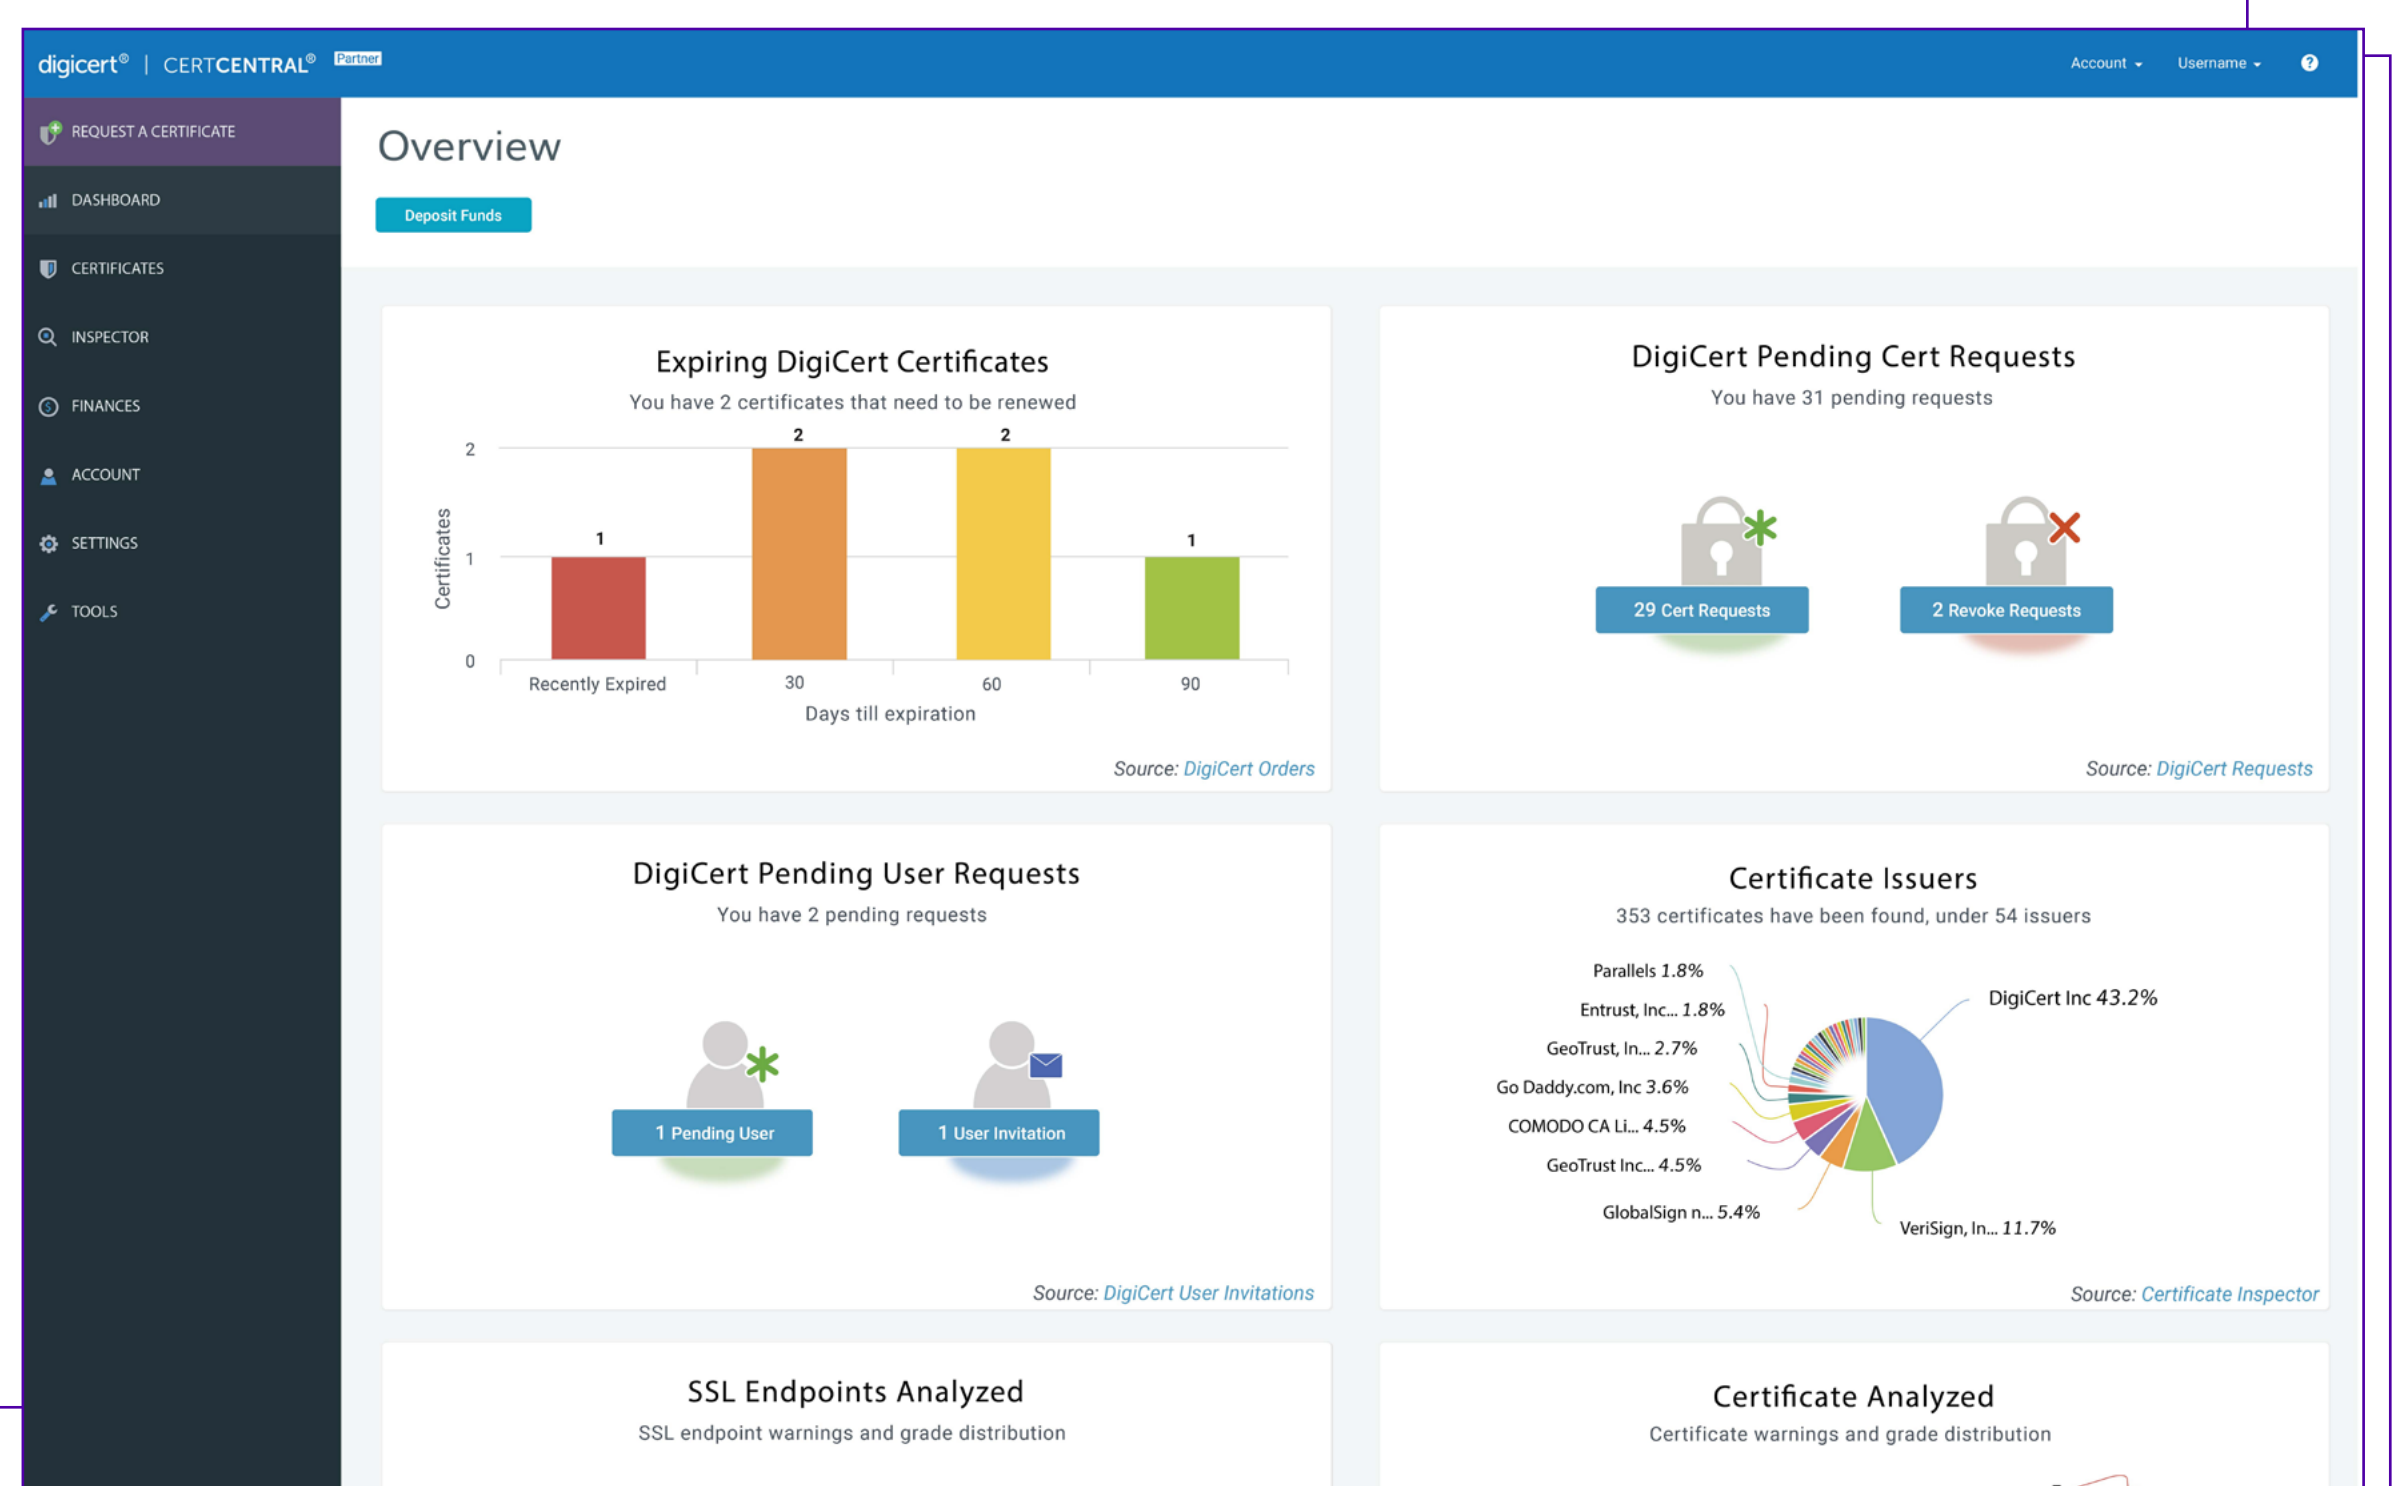 digicert® | CERTCENTRAL® Partner
Account
Username
?
REQUEST A CERTIFICATE
DASHBOARD
CERTIFICATES
INSPECTOR
FINANCES
ACCOUNT
SETTINGS
TOOLS
Overview
Deposit Funds
Expiring DigiCert Certificates
You have 2 certificates that need to be renewed
Certificates
2
1
0
1
2
2
1
Recently Expired
30
60
90
Days till expiration
Source: DigiCert Orders
DigiCert Pending Cert Requests
You have 31 pending requests
29 Cert Requests
2 Revoke Requests
Source: DigiCert Requests
DigiCert Pending User Requests
You have 2 pending requests
1 Pending User
1 User Invitation
Source: DigiCert User Invitations
Certificate Issuers
353 certificates have been found, under 54 issuers
Parallels 1.8%
Entrust, Inc... 1.8%
GeoTrust, In... 2.7%
Go Daddy.com, Inc 3.6%
COMODO CA Li... 4.5%
GeoTrust Inc... 4.5%
GlobalSign n... 5.4%
DigiCert Inc 43.2%
VeriSign, In... 11.7%
Source: Certificate Inspector
SSL Endpoints Analyzed
SSL endpoint warnings and grade distribution
Certificate Analyzed
Certificate warnings and grade distribution